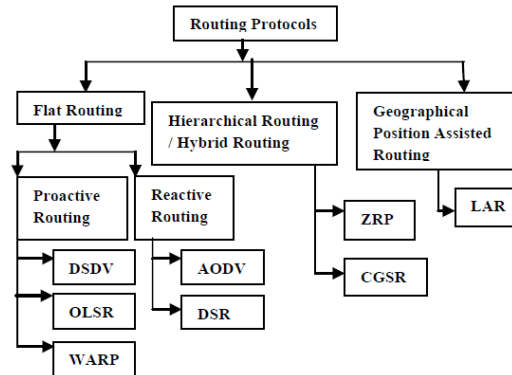 Routing Protocols
Flat Routing
Hierarchical Routing
/ Hybrid Routing
Geographical
Position Assisted
Routing
Proactive
Routing
Reactive
Routing
ZRP
LAR
DSDV
AODV
CGSR
OLSR
DSR
WARP